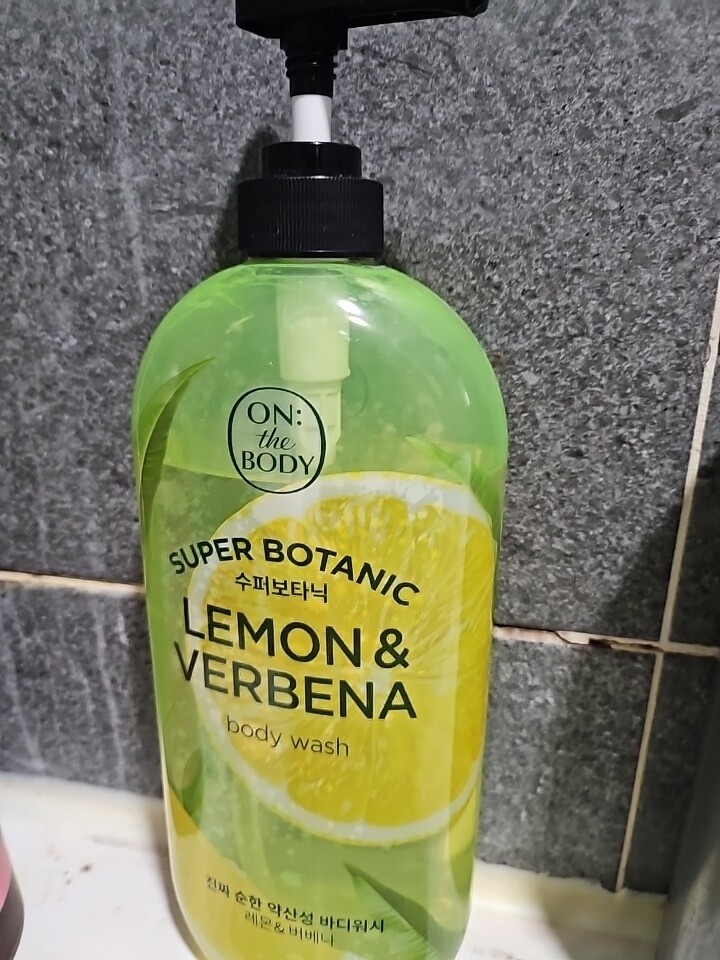 ON:
the
BODY
SUPER BOTANIC
수퍼보타닉
LEMON &
VERBENA
body wash
진짜 순한 약산성 바디워시
레몬 & 버베나